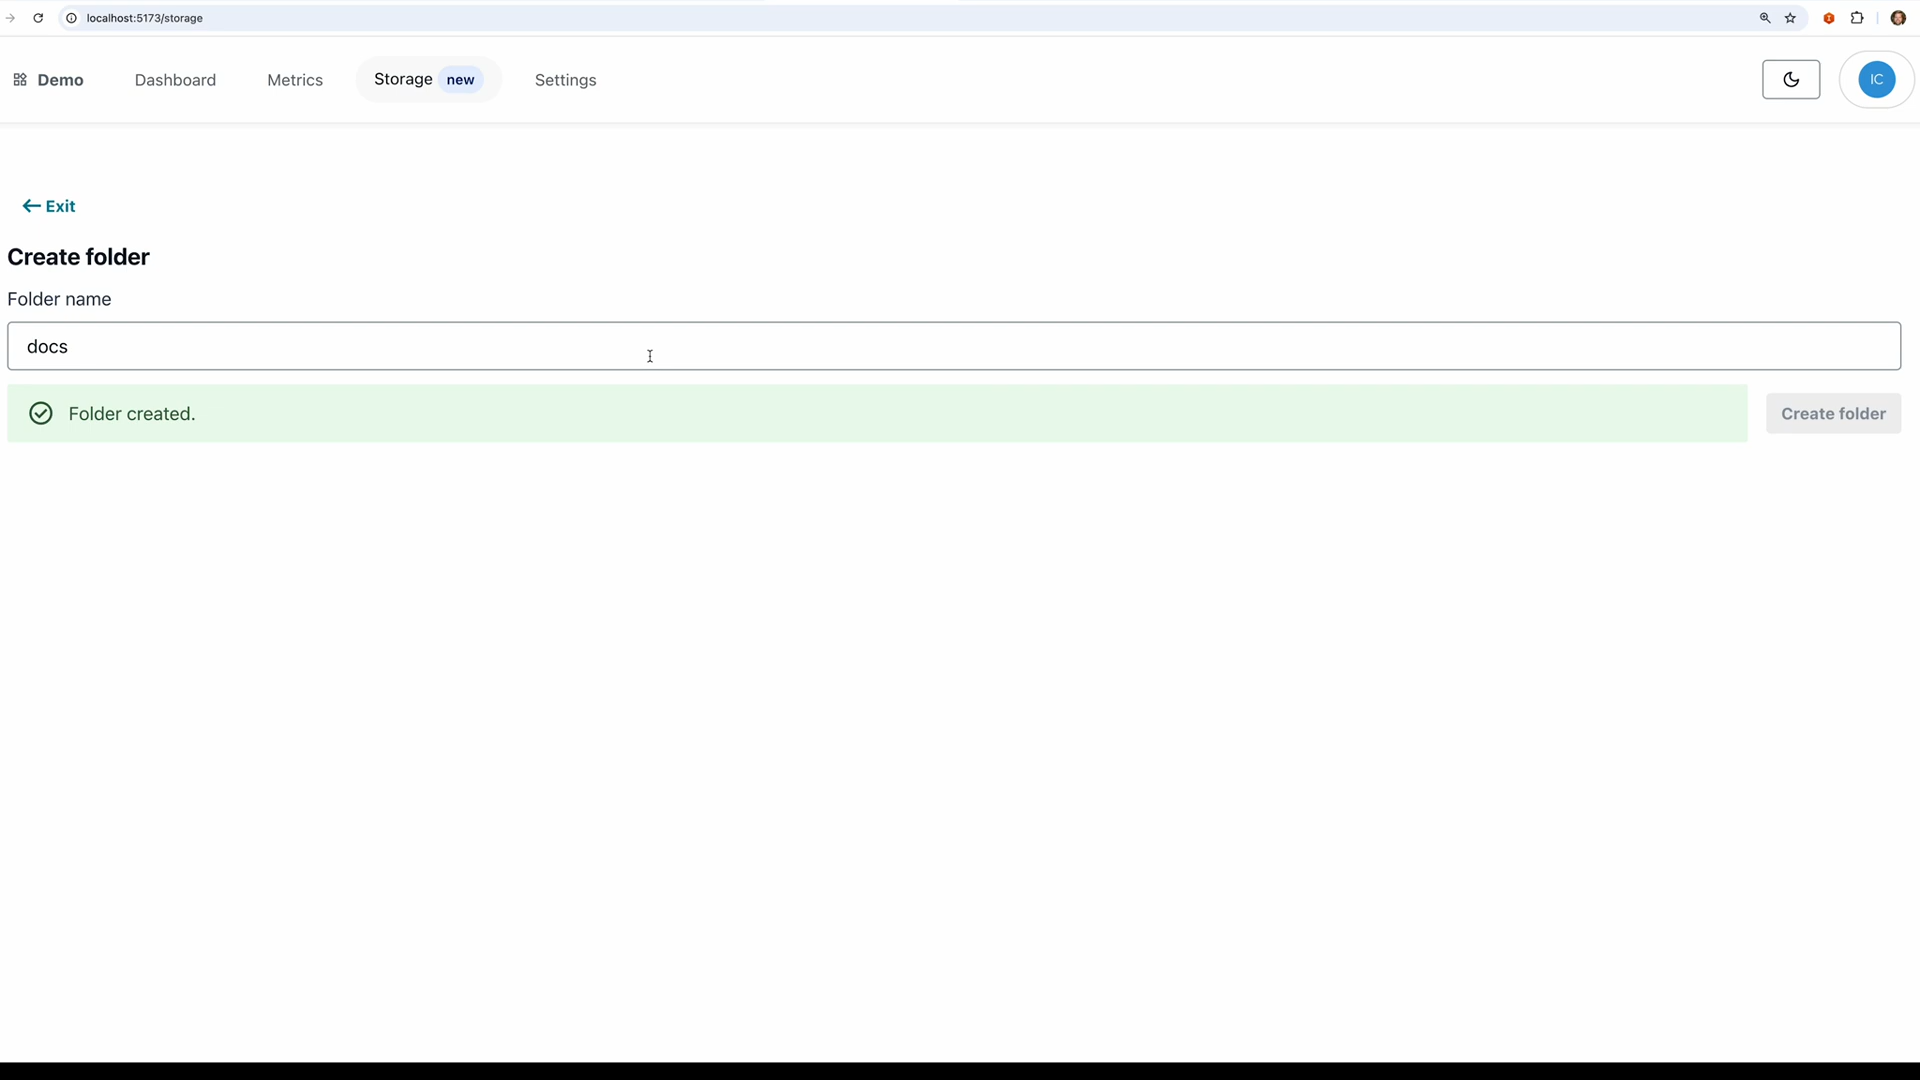 localhost:5173/storage
Demo Dashboard Metrics Storage new Settings IC
Exit
Create folder
Folder name
docs
Folder created. Create folder